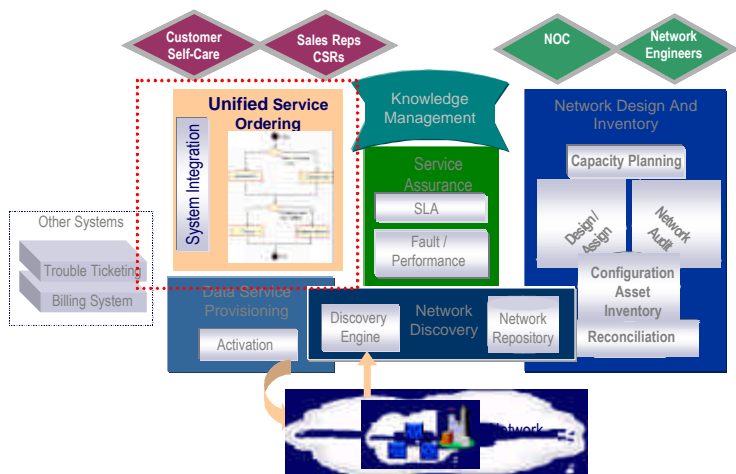 Customer
Self-Care
Sales Reps
CSRs
NOC
Network
Engineers
Unified Service
Ordering
System Integration
Knowledge
Management
Network Design And
Inventory
Capacity Planning
Design/
Assign
Network
Audit
Configuration
Asset
Inventory
Reconciliation
Service
Assurance
SLA
Fault /
Performance
Other Systems
Trouble Ticketing
Billing System
Data Service
Provisioning
Activation
Discovery
Engine
Network
Discovery
Network
Repository
Network